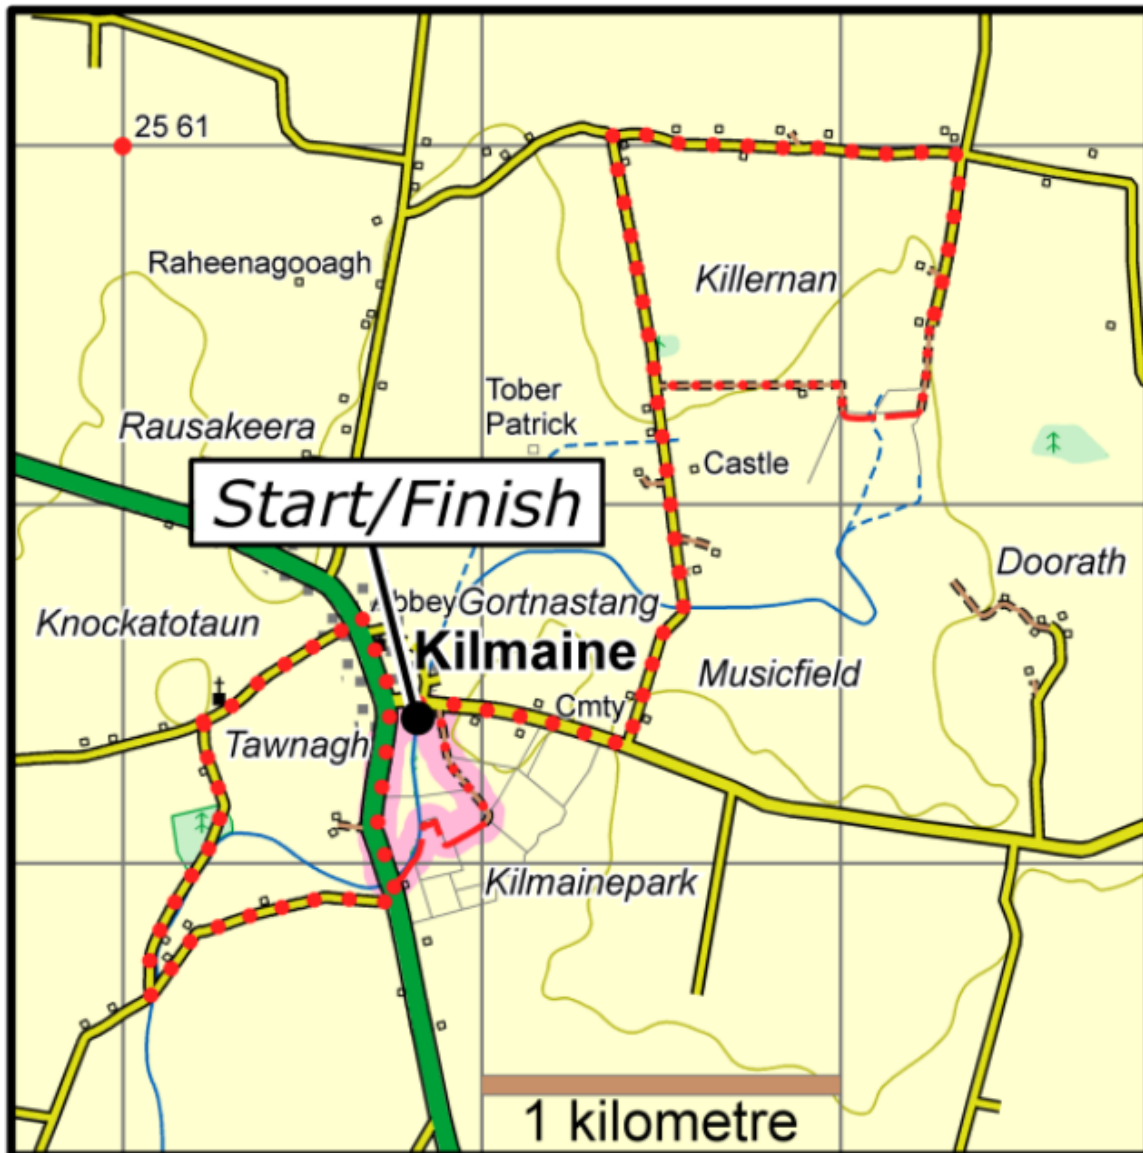 25 61
Raheenagooagh
Killernan
Tober
Patrick
Rausakeera
Castle
Start/Finish
Doorath
Abbey
Gortnastang
Knockatotaun
Kilmaine
Musicfield
Cmty
Tawnagh
Kilmainepark
1 kilometre